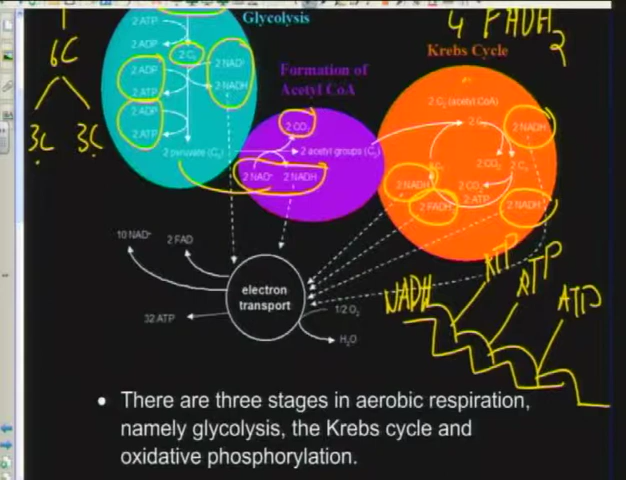 Glycolysis
4 FADH2
2 ATP
Krebs Cycle
2 ADP
6C
2 C3
2 NAD+
2 ADP
Formation of
Acetyl CoA
2 NADH
2 ATP
2 C2 (acetyl CoA)
2 ADP
2 CO2
2 NADH
3C 3C
2 ATP
2 pyruvate (C3)
2 acetyl groups (C2)
2 CO2
2 NAD+
2 NADH
2 NADH
2 CO2
2 ATP
2 FADH
2 NADH
10 NAD+
2 FAD
electron
transport
NADH
ATP
ATP
ATP
1/2 O2
32 ATP
H2O
• There are three stages in aerobic respiration,
namely glycolysis, the Krebs cycle and
oxidative phosphorylation.